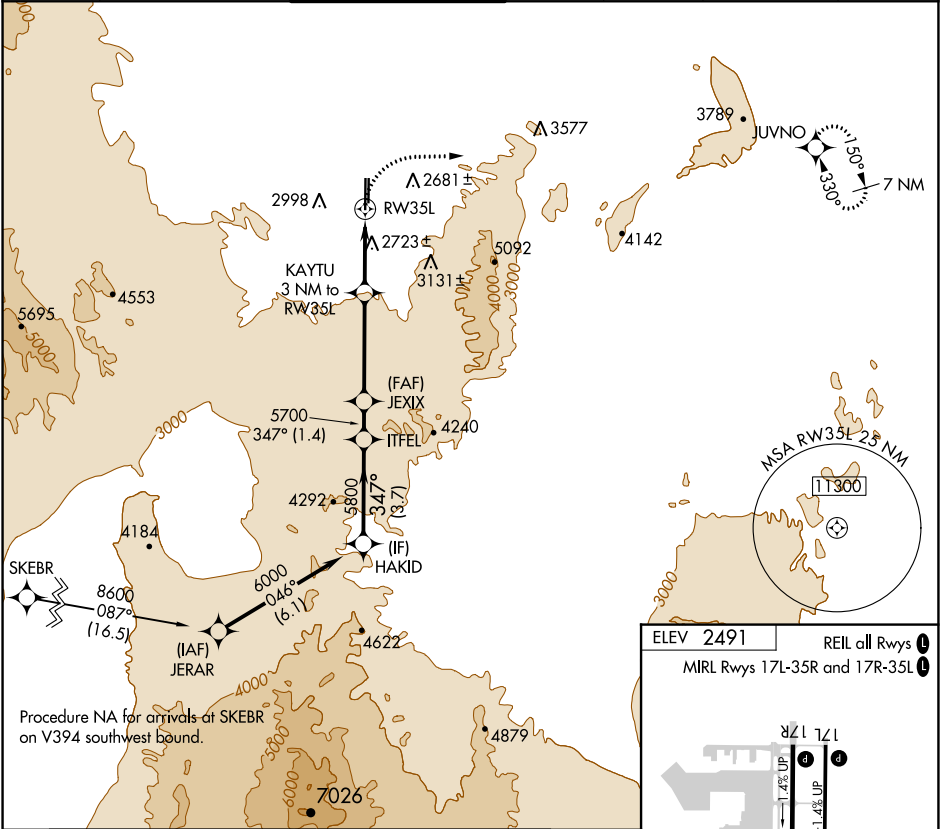 3789
JUVNO
3577
150°
330°
7 NM
2681±
2998
RW35L
4142
2723±
5092
3131±
KAYTU
3 NM to
RW35L
4000
3000
4553
5695
5000
(FAF)
JEXIX
5700
347° (1.4)
ITFEL
4240
3000
MSA RW35L 25 NM
11300
4292
5800
347°
(3.7)
4184
(IF)
HAKID
SKEBR
8600
087°
(16.5)
6000
046°
(6.1)
3000
(IAF)
JERAR
4622
4000
ELEV 2491
REIL all Rwys L
MIRL Rwys 17L-35R and 17R-35L L
Procedure NA for arrivals at SKEBR
on V394 southwest bound.
4879
5000
6000
7026
17R
17L
P
P
1.4% UP
1.4% UP